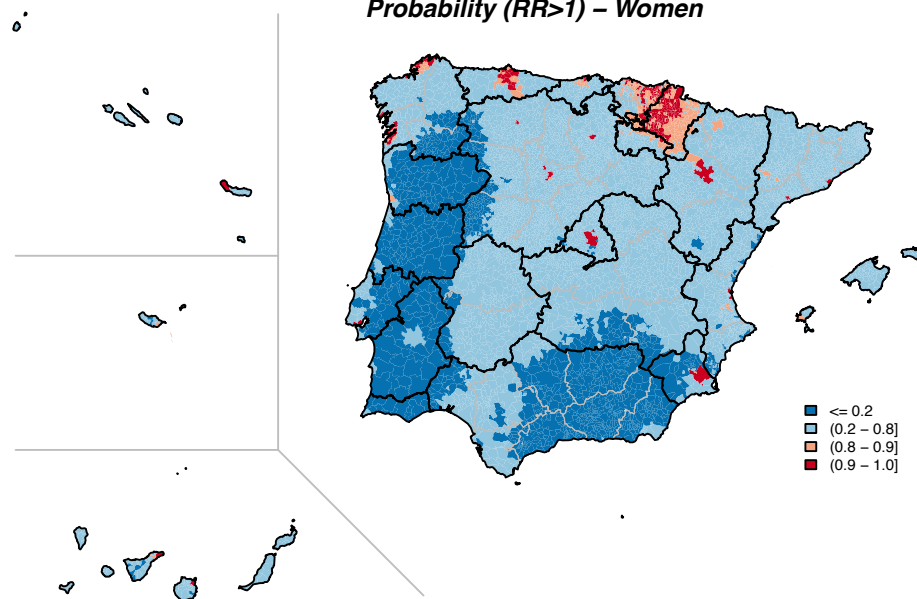 Probability (RR>1) – Women
<= 0.2
(0.2 – 0.8]
(0.8 – 0.9]
(0.9 – 1.0]